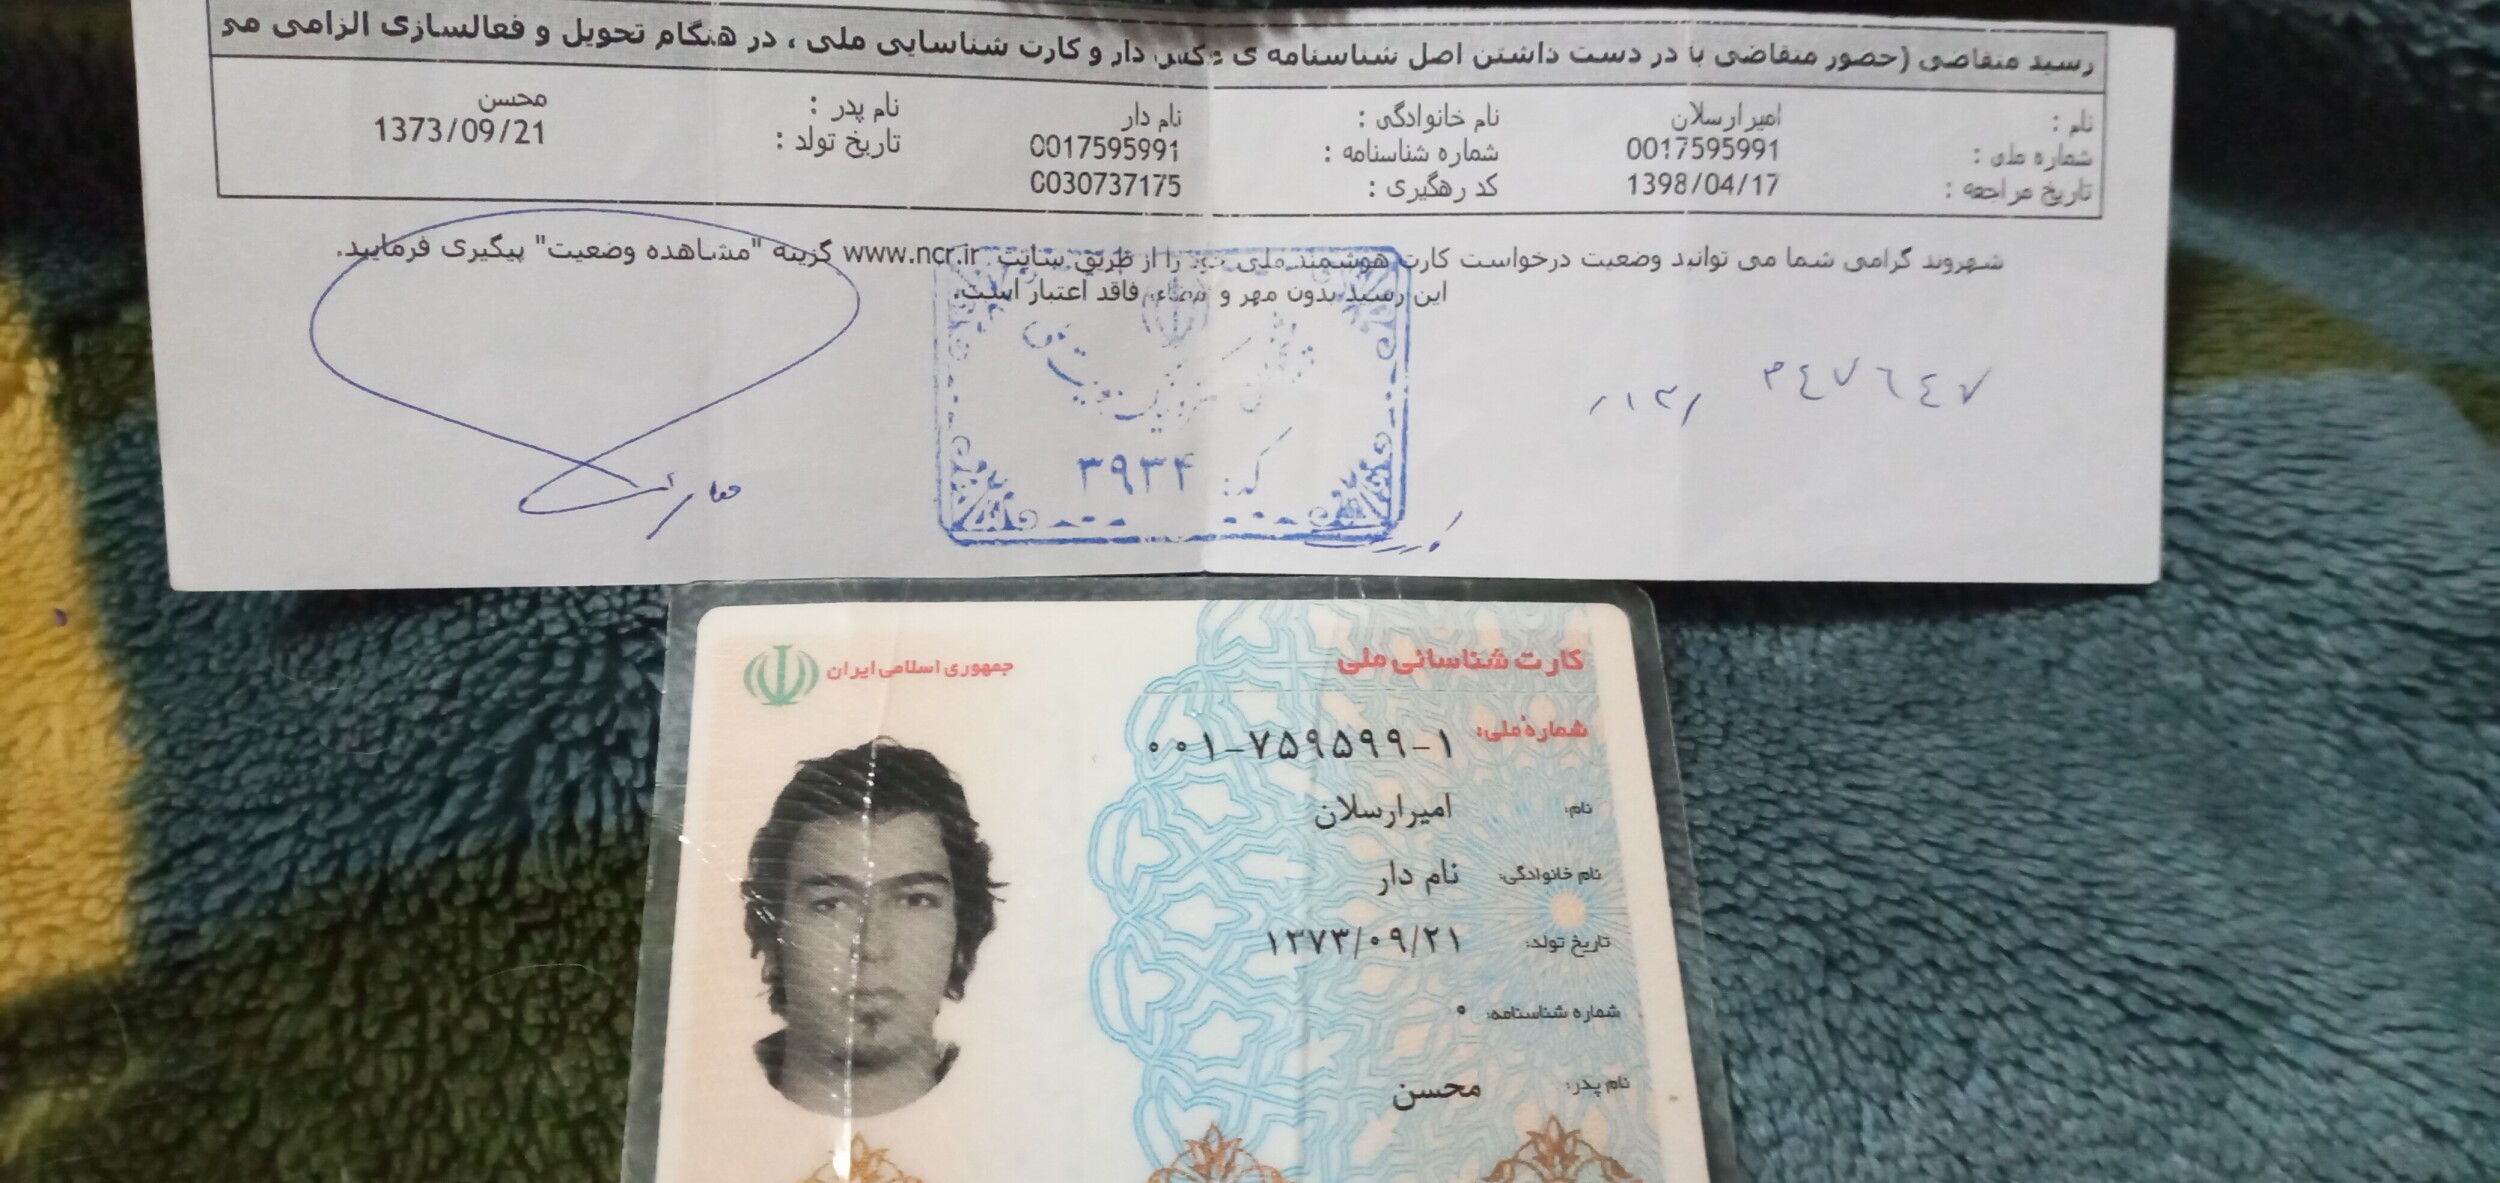 رسید متقاضی (حضور متقاضی با در دست داشتن اصل شناسنامه ی عکس دار و کارت شناسایی ملی ، در هنگام تحویل و فعالسازی الزامی می
نام : امیرارسلان نام خانوادگی : نام دار نام پدر : محسن
شماره ملی : 0017595991 شماره شناسنامه : 0017595991 تاریخ تولد : 1373/09/21
تاریخ مراجعه : 1398/04/17 کد رهگیری : 0030737175
شهروند گرامی شما می توانید وضعیت درخواست کارت هوشمند ملی خود را از طریق سایت www.ncr.ir گزینه "مشاهده وضعیت" پیگیری فرمایید.
این رسید بدون مهر و امضاء فاقد اعتبار است.
کد: ۳۹۳۴
جمهوری اسلامی ایران
کارت شناسائی ملی
شمارهٔ ملی: ۰۰۱-۷۵۹۵۹۹-۱
نام: امیرارسلان
نام خانوادگی: نام دار
تاریخ تولد: ۱۳۷۳/۰۹/۲۱
شماره شناسنامه: ۰
نام پدر: محسن